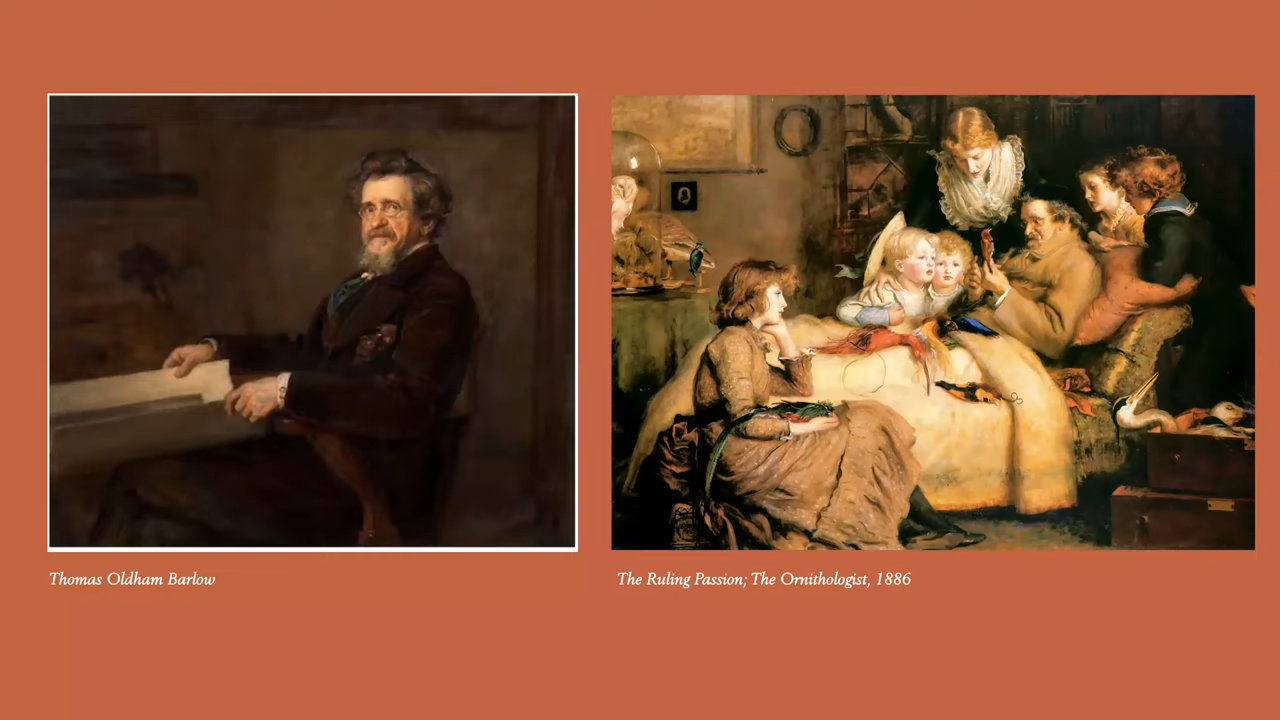 Thomas Oldham Barlow
The Ruling Passion; The Ornithologist, 1886